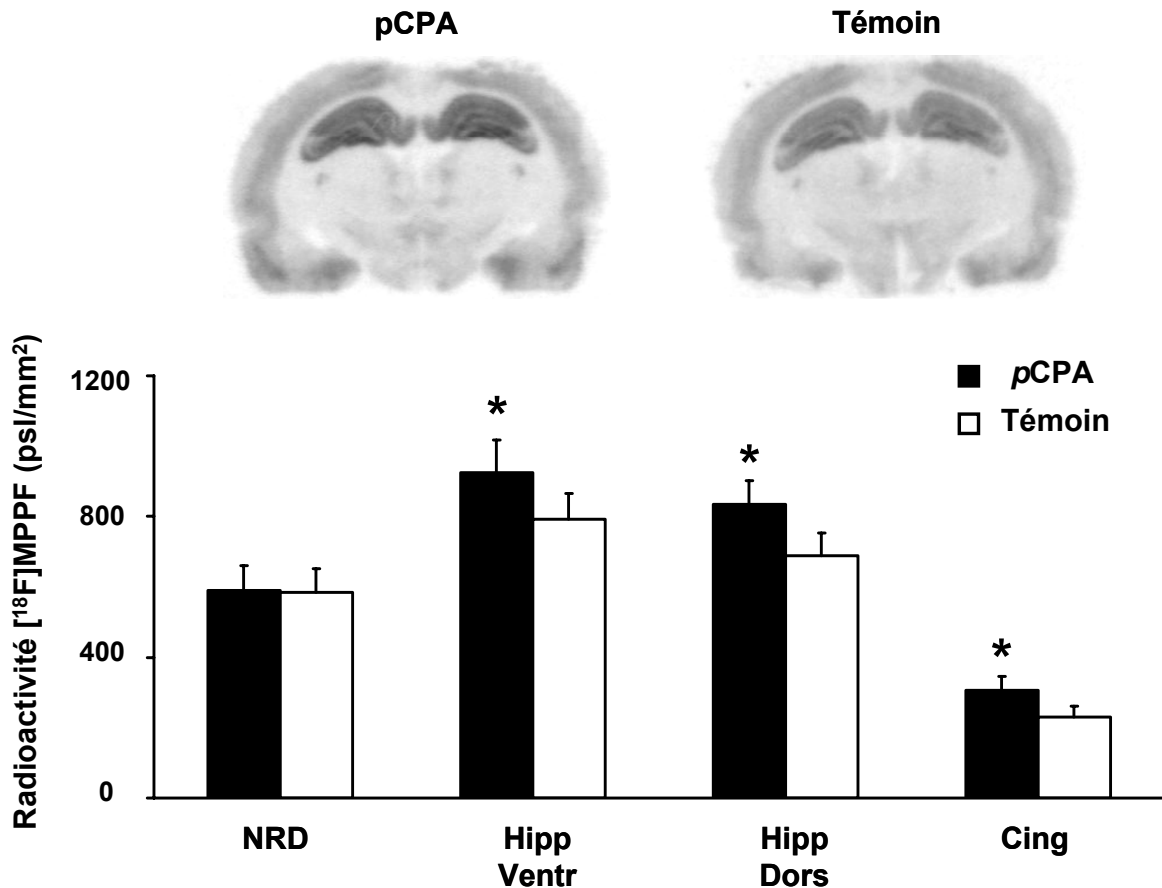 pCPA
Témoin
Radioactivité [¹⁸F]MPPF (psl/mm²)
1200
800
400
0
*
*
*
pCPA
Témoin
NRD
Hipp
Ventr
Hipp
Dors
Cing